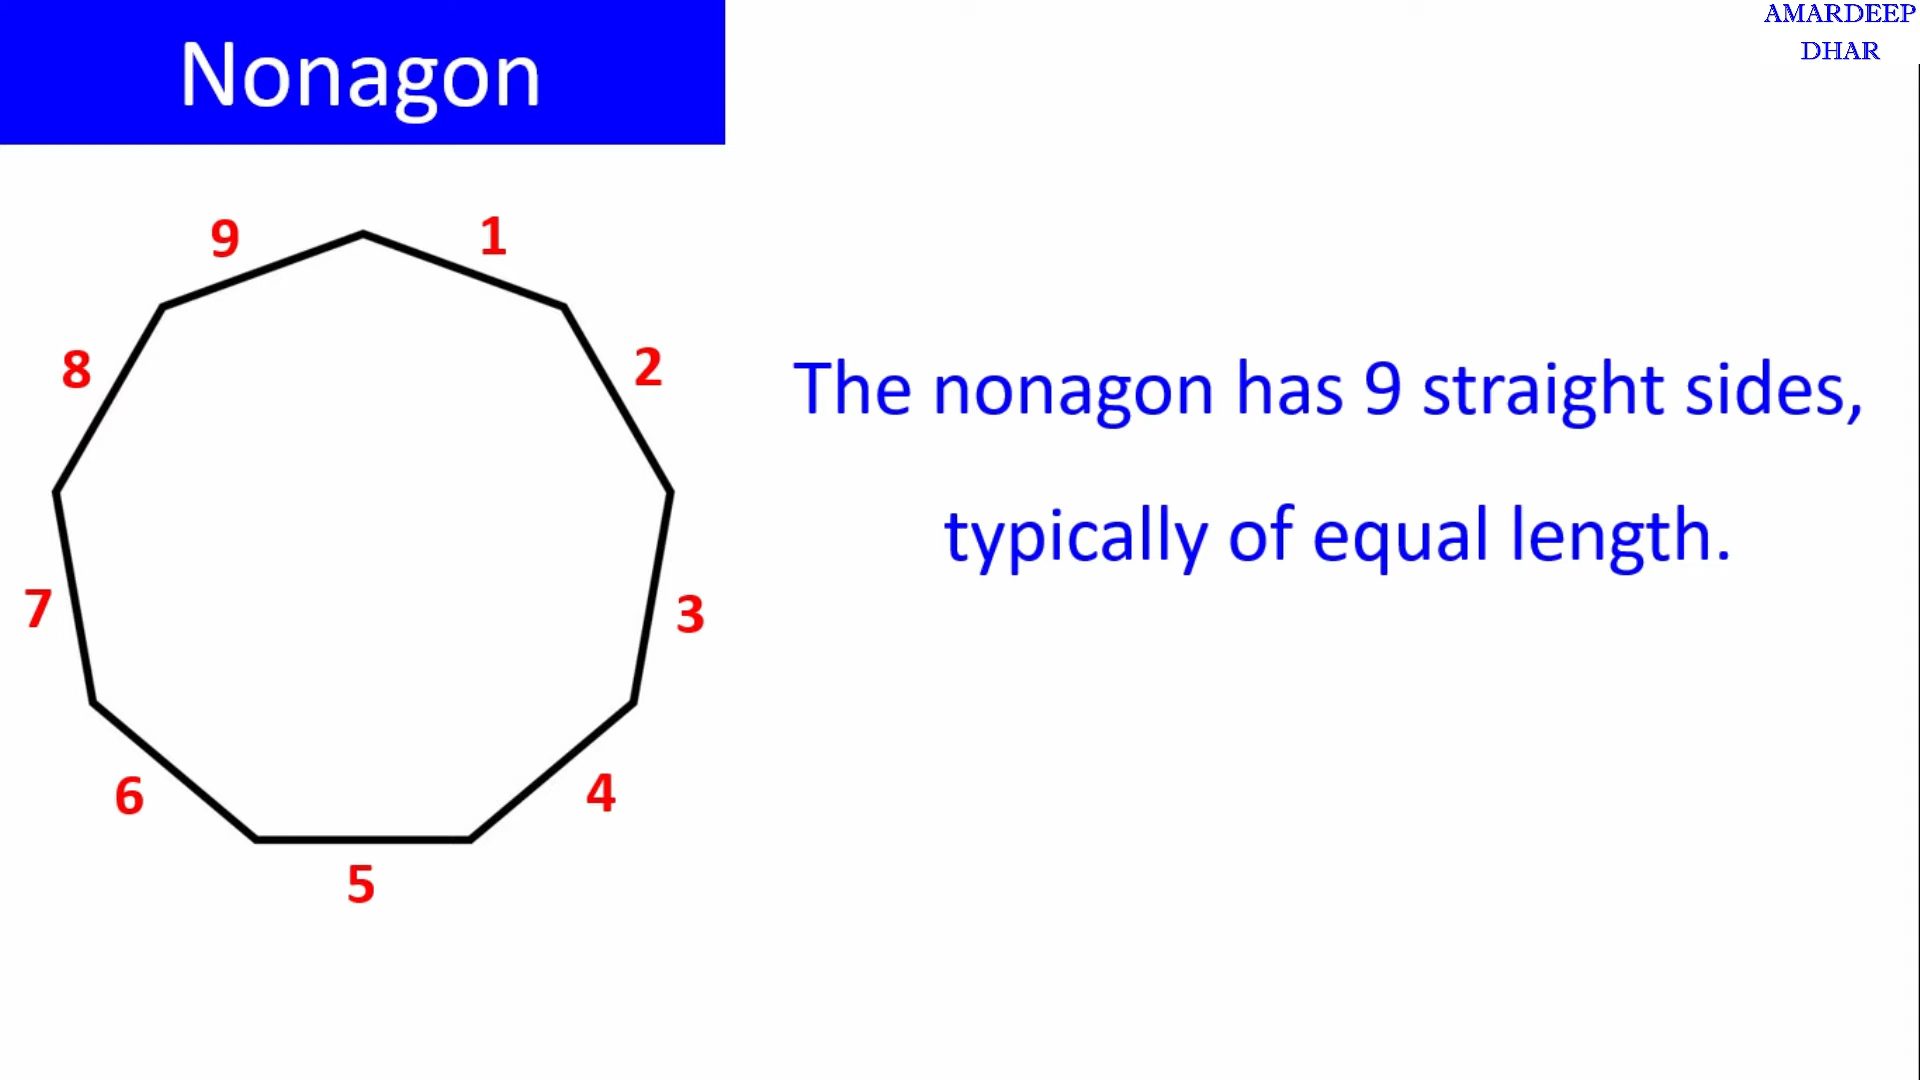 Nonagon
AMARDEEP
DHAR
9
1
8
2
The nonagon has 9 straight sides,
typically of equal length.
7
3
6
4
5